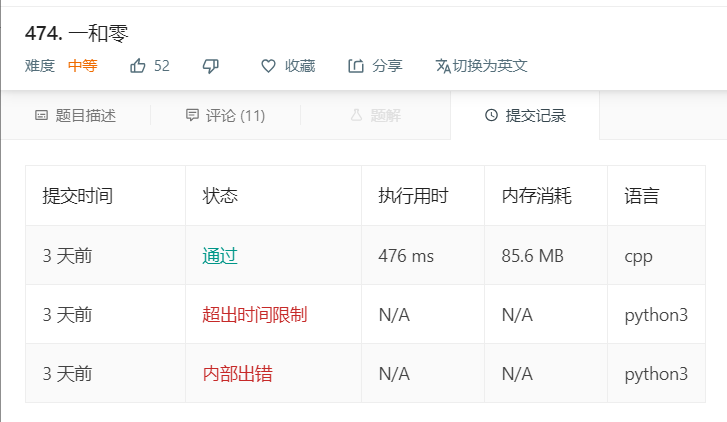 474. 一和零
难度 中等 52 收藏 分享 切换为英文
题目描述 评论 (11) 题解 提交记录
提交时间 状态 执行用时 内存消耗 语言
3 天前 通过 476 ms 85.6 MB cpp
3 天前 超出时间限制 N/A N/A python3
3 天前 内部出错 N/A N/A python3